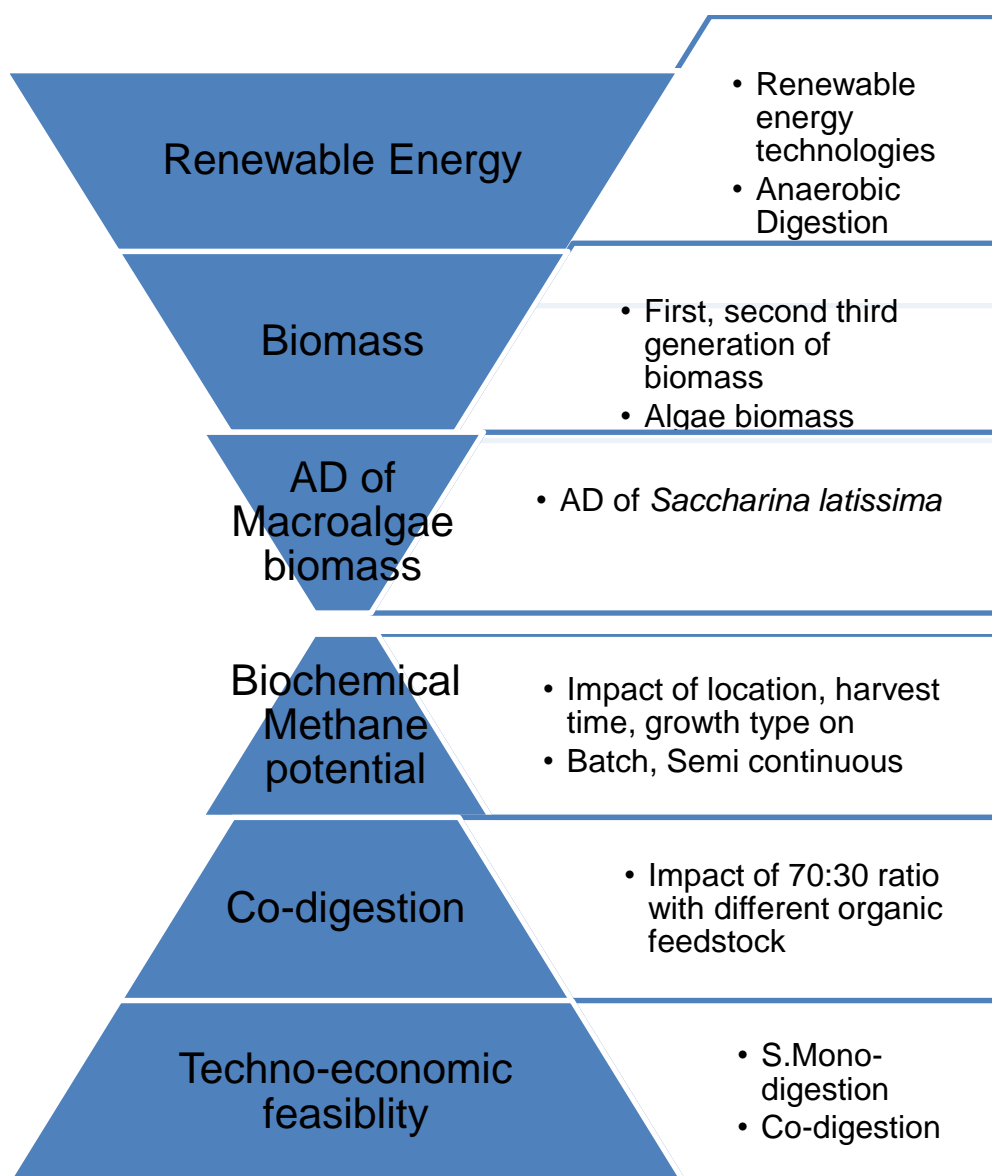 Renewable Energy
• Renewable
energy
technologies
• Anaerobic
Digestion
Biomass
• First, second third
generation of
biomass
• Algae biomass
AD of
Macroalgae
biomass
• AD of Saccharina latissima
Biochemical
Methane
potential
• Impact of location, harvest
time, growth type on
• Batch, Semi continuous
Co-digestion
• Impact of 70:30 ratio
with different organic
feedstock
Techno-economic
feasiblity
• S.Mono-
digestion
• Co-digestion